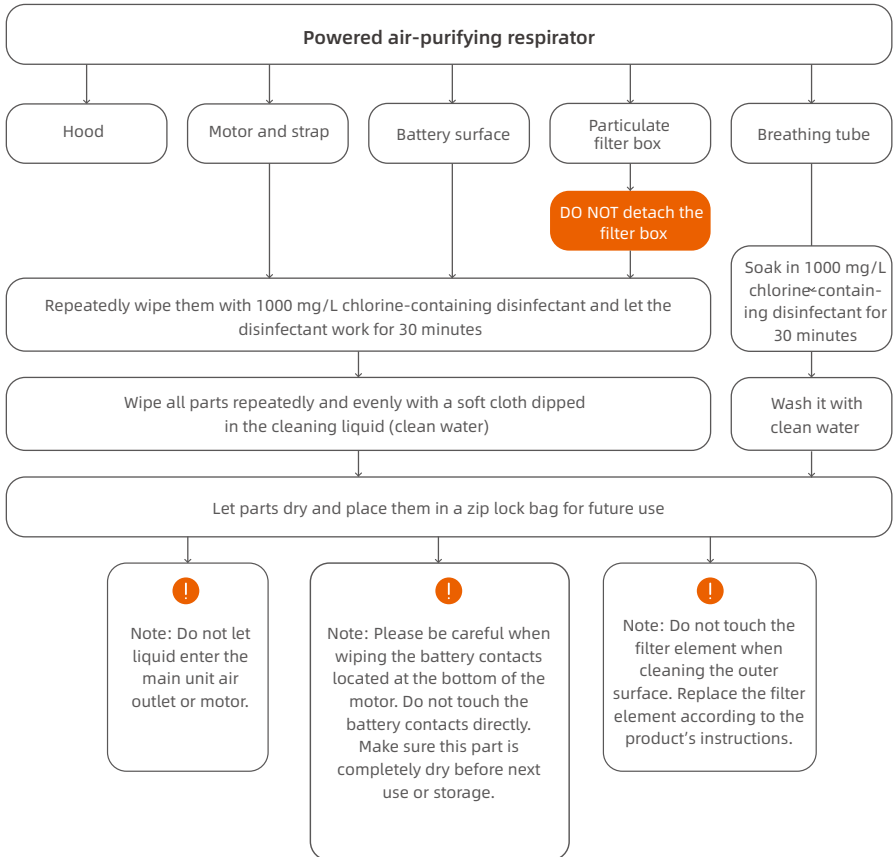 Powered air-purifying respirator
Hood
Motor and strap
Battery surface
Particulate
filter box
Breathing tube
DO NOT detach the
filter box
Repeatedly wipe them with 1000 mg/L chlorine-containing disinfectant and let the
disinfectant work for 30 minutes
Soak in 1000 mg/L
chlorine-contain-
ing disinfectant for
30 minutes
Wipe all parts repeatedly and evenly with a soft cloth dipped
in the cleaning liquid (clean water)
Wash it with
clean water
Let parts dry and place them in a zip lock bag for future use
!
Note: Do not let
liquid enter the
main unit air
outlet or motor.
!
Note: Please be careful when
wiping the battery contacts
located at the bottom of the
motor. Do not touch the
battery contacts directly.
Make sure this part is
completely dry before next
use or storage.
!
Note: Do not touch the
filter element when
cleaning the outer
surface. Replace the filter
element according to the
product’s instructions.